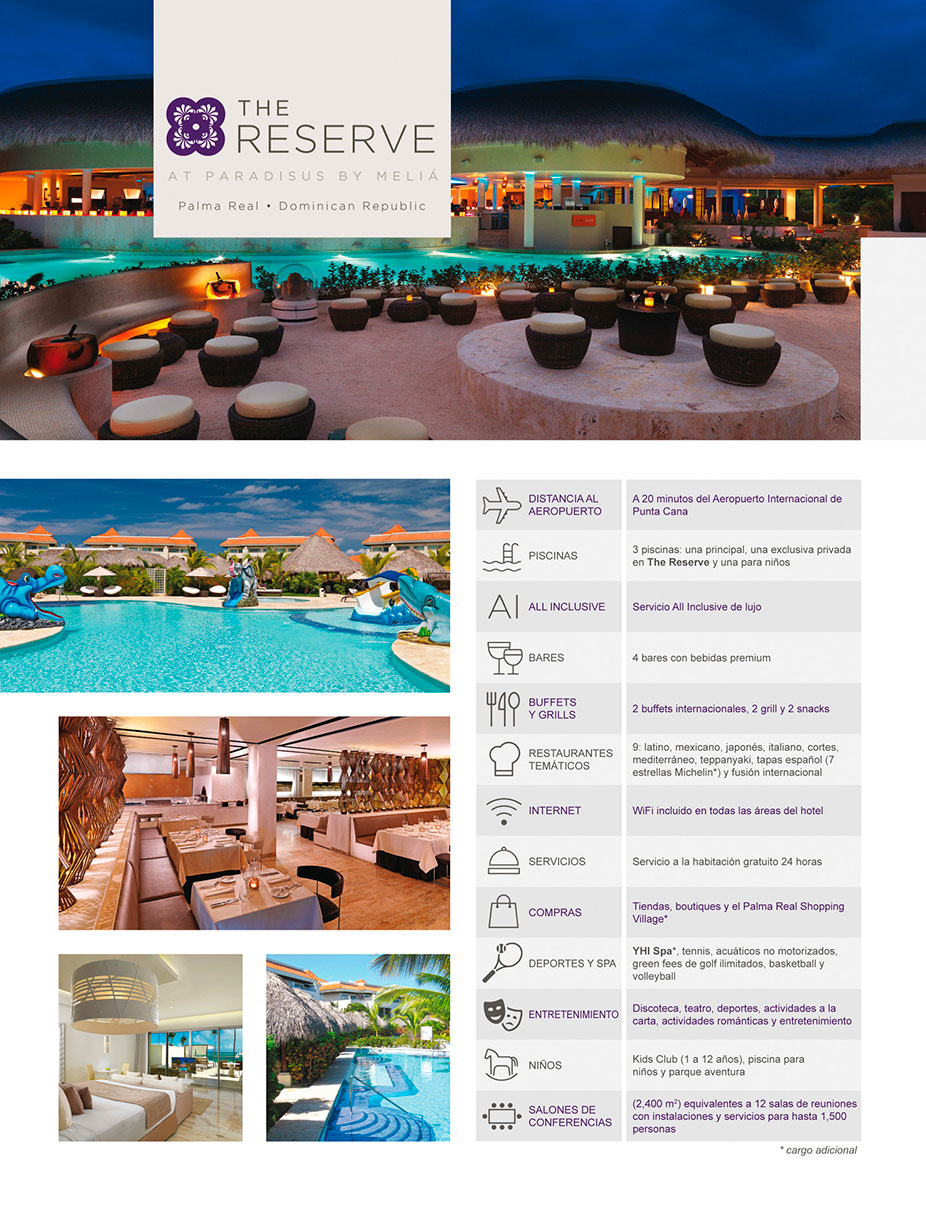 THE
RESERVE
AT PARADISUS BY MELIÁ
Palma Real • Dominican Republic
DISTANCIA AL
AEROPUERTO
A 20 minutos del Aeropuerto Internacional de
Punta Cana
PISCINAS
3 piscinas: una principal, una exclusiva privada
en The Reserve y una para niños
AI
ALL INCLUSIVE
Servicio All Inclusive de lujo
BARES
4 bares con bebidas premium
BUFFETS
Y GRILLS
2 buffets internacionales, 2 grill y 2 snacks
RESTAURANTES
TEMÁTICOS
9: latino, mexicano, japonés, italiano, cortes,
mediterráneo, teppanyaki, tapas español (7
estrellas Michelin*) y fusión internacional
INTERNET
WiFi incluido en todas las áreas del hotel
SERVICIOS
Servicio a la habitación gratuito 24 horas
COMPRAS
Tiendas, boutiques y el Palma Real Shopping
Village*
DEPORTES Y SPA
YHI Spa*, tennis, acuáticos no motorizados,
green fees de golf ilimitados, basketball y
volleyball
ENTRETENIMIENTO
Discoteca, teatro, deportes, actividades a la
carta, actividades románticas y entretenimiento
NIÑOS
Kids Club (1 a 12 años), piscina para
niños y parque aventura
SALONES DE
CONFERENCIAS
(2,400 m²) equivalentes a 12 salas de reuniones
con instalaciones y servicios para hasta 1,500
personas
* cargo adicional